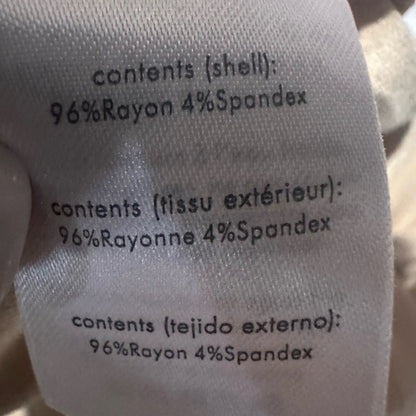 contents (shell):
96%Rayon 4%Spandex
contents (tissu extérieur):
96%Rayonne 4%Spandex
contents (tejido externo):
96%Rayon 4%Spandex